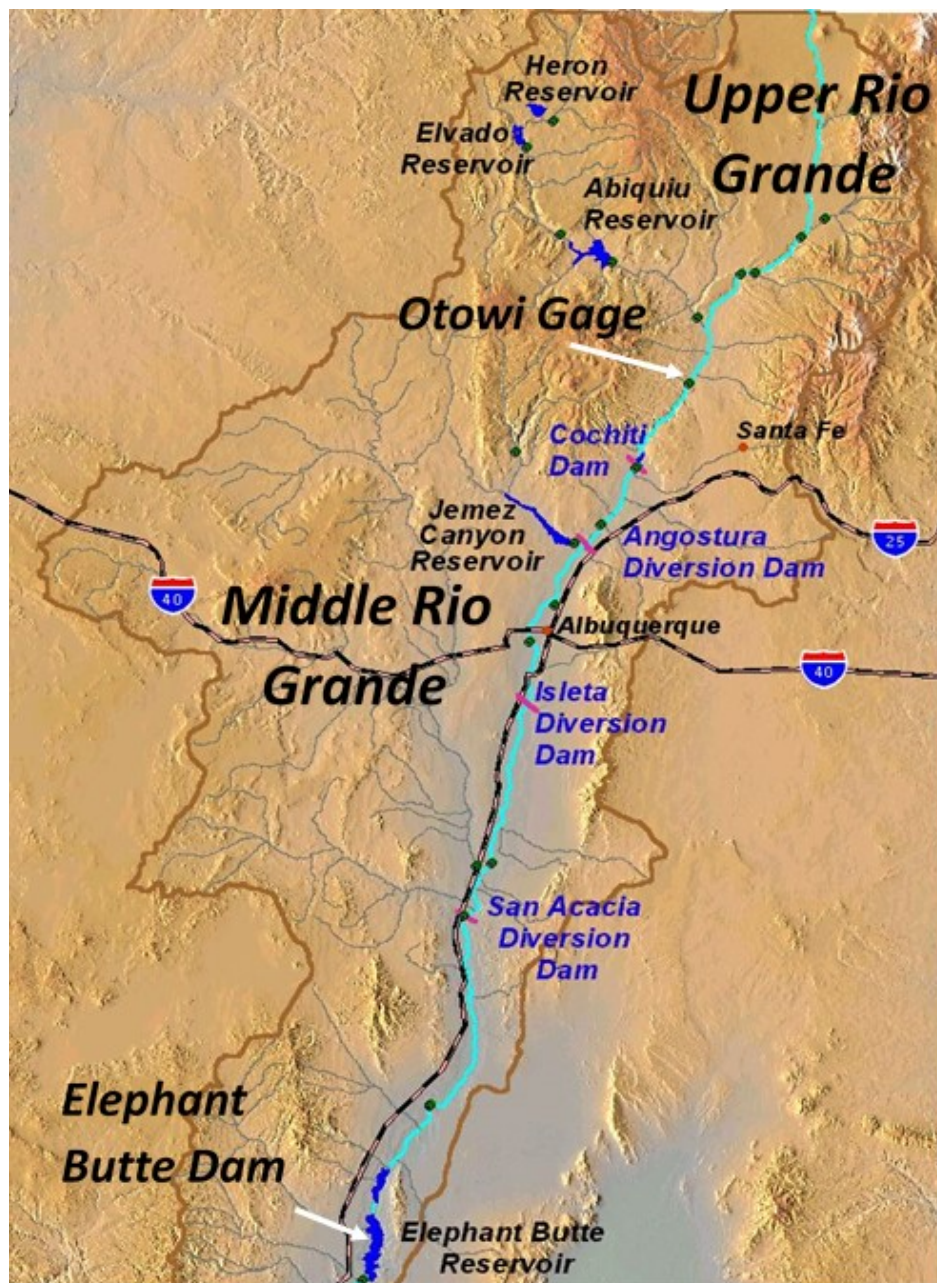 Heron
Reservoir
Upper Rio
Grande
Elvado
Reservoir
Abiquiu
Reservoir
Otowi Gage
Cochiti
Dam
Santa Fe
Jemez
Canyon
Reservoir
Angostura
Diversion Dam
25
40
Middle Rio
Grande
Albuquerque
40
Isleta
Diversion
Dam
San Acacia
Diversion
Dam
Elephant
Butte Dam
Elephant Butte
Reservoir